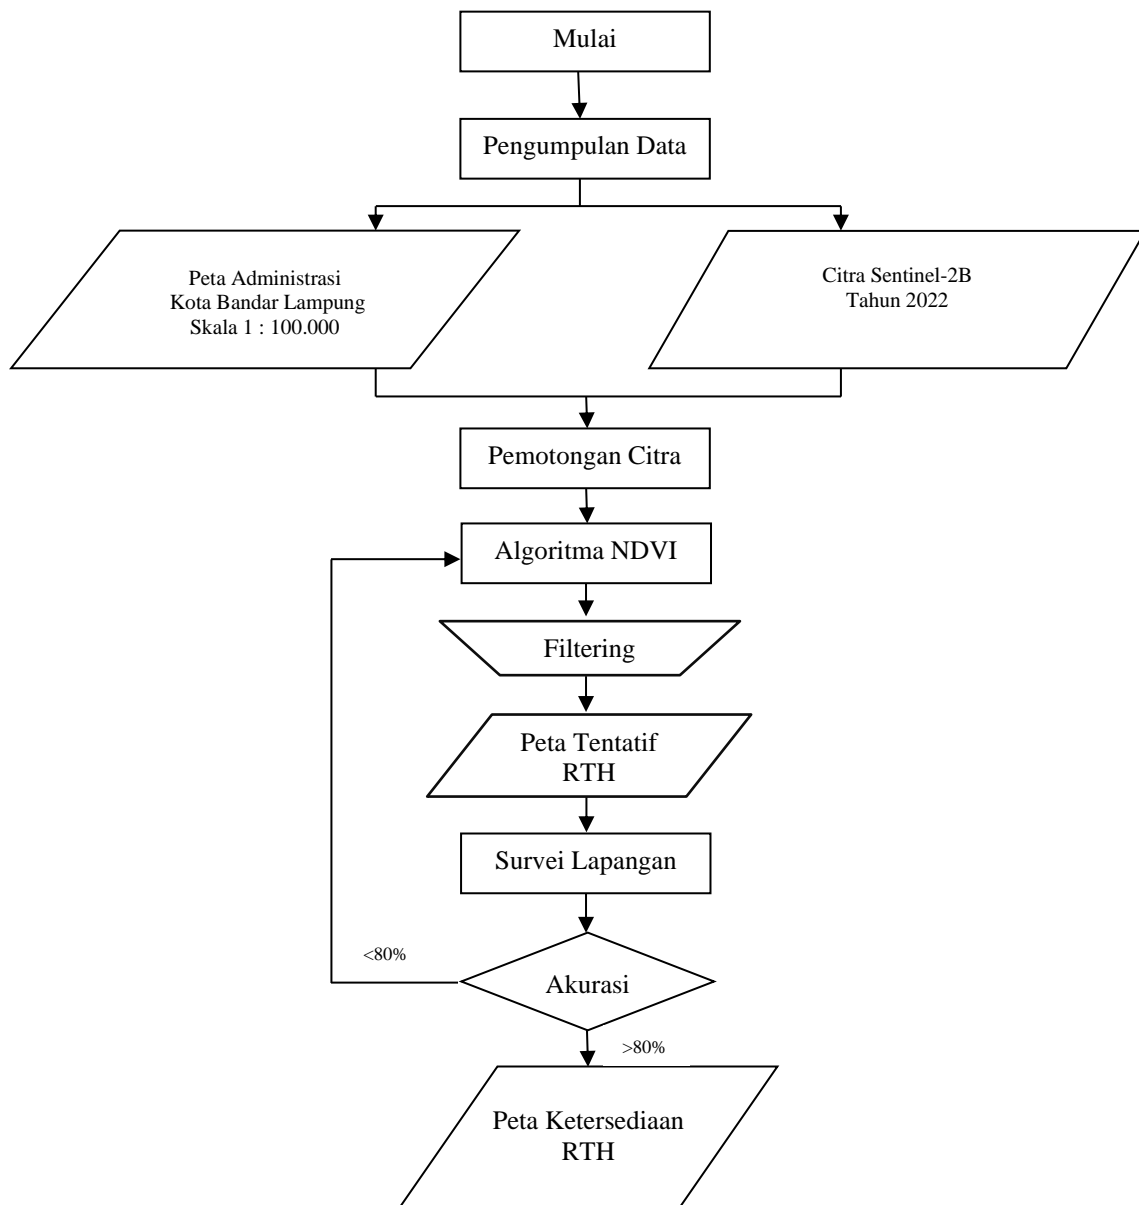 Mulai
Pengumpulan Data
Peta Administrasi
Kota Bandar Lampung
Skala 1 : 100.000
Citra Sentinel-2B
Tahun 2022
Pemotongan Citra
Algoritma NDVI
Filtering
Peta Tentatif
RTH
Survei Lapangan
<80%
Akurasi
>80%
Peta Ketersediaan
RTH